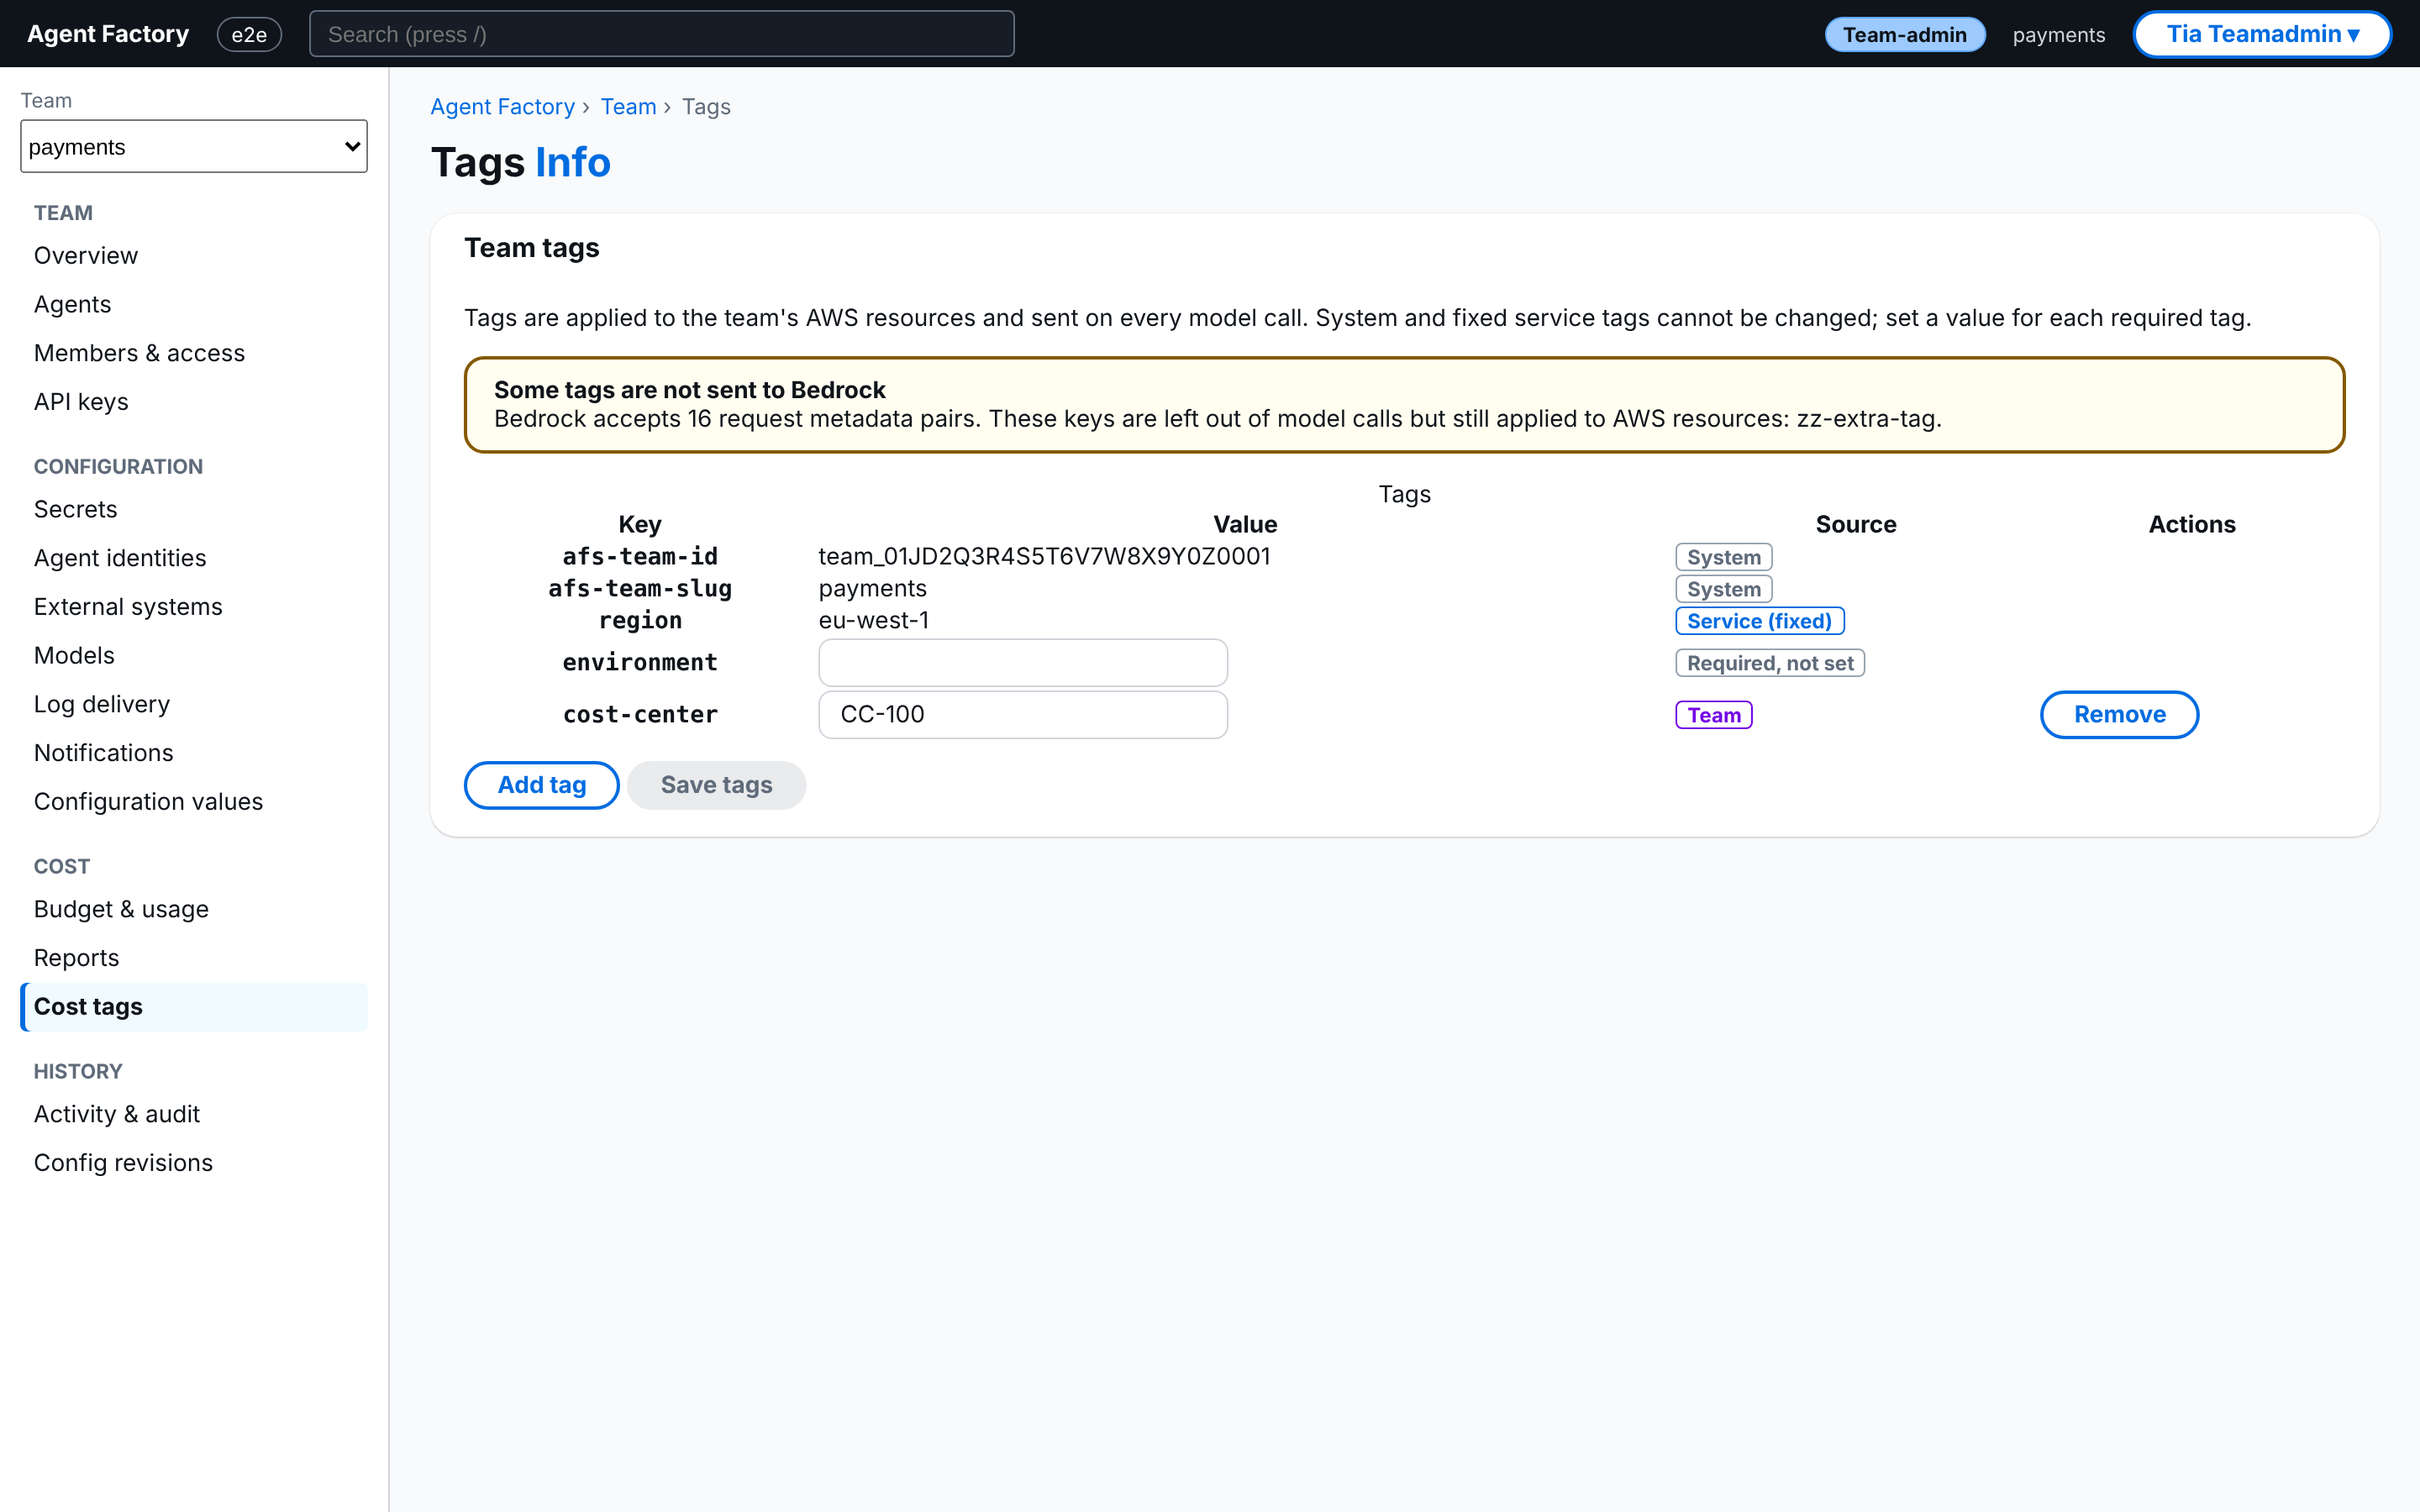 Agent Factory e2e Search (press /) Team-admin payments Tia Teamadmin ▾
Team
payments
TEAM
Overview
Agents
Members & access
API keys
CONFIGURATION
Secrets
Agent identities
External systems
Models
Log delivery
Notifications
Configuration values
COST
Budget & usage
Reports
Cost tags
HISTORY
Activity & audit
Config revisions
Agent Factory › Team › Tags
Tags Info
Team tags
Tags are applied to the team's AWS resources and sent on every model call. System and fixed service tags cannot be changed; set a value for each required tag.
Some tags are not sent to Bedrock
Bedrock accepts 16 request metadata pairs. These keys are left out of model calls but still applied to AWS resources: zz-extra-tag.
Tags
Key Value Source Actions
afs-team-id team_01JD2Q3R4S5T6V7W8X9Y0Z0001 System
afs-team-slug payments System
region eu-west-1 Service (fixed)
environment Required, not set
cost-center CC-100 Team Remove
Add tag Save tags